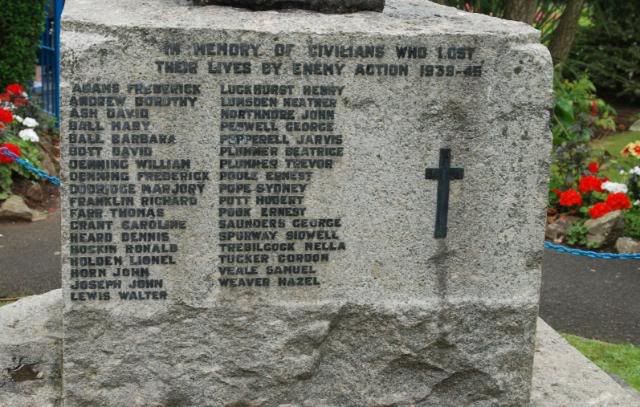 IN MEMORY OF CIVILIANS WHO LOST
THEIR LIVES BY ENEMY ACTION 1939-45
ADAMS FREDERICK
ANDREW DOROTHY
ASH DAVID
BALL MARY
BALL BARBARA
BOTT DAVID
DENNING WILLIAM
DENNING FREDERICK
DODRIDGE MARJORY
FRANKLIN RICHARD
FARR THOMAS
GRANT CAROLINE
HEARD DENNIS
HOSKIN RONALD
HOLDEN LIONEL
HORN JOHN
JOSEPH JOHN
LEWIS WALTER
LUCKHURST HENRY
LUMSDEN HEATHER
NORTHMORE JOHN
PESWELL GEORGE
PEPPERELL JARVIS
PLUMMER BEATRICE
PLUMMER TREVOR
POOLE ERNEST
POPE SYDNEY
PUTT HUBERT
POOK ERNEST
SAUNDERS GEORGE
SPURWAY SIDWELL
TREBILCOCK NELLA
TUCKER GORDON
VEALE SAMUEL
WEAVER HAZEL